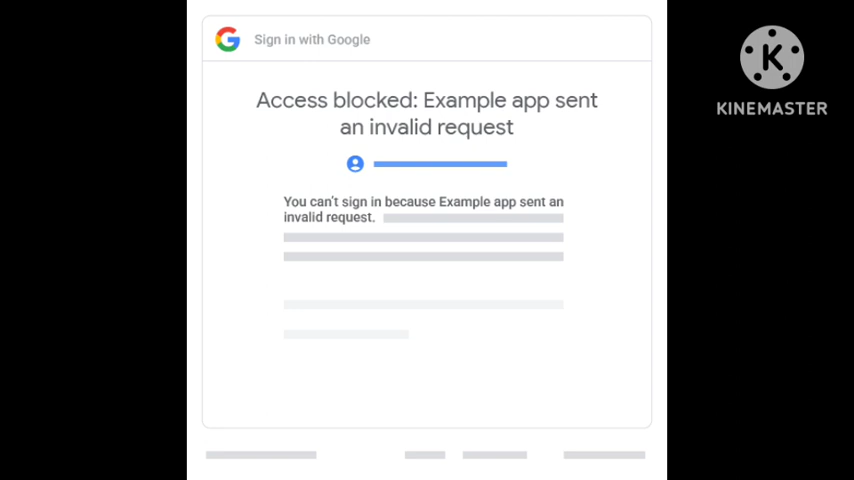 Sign in with Google
KINEMASTER
Access blocked: Example app sent
an invalid request
You can't sign in because Example app sent an
invalid request.